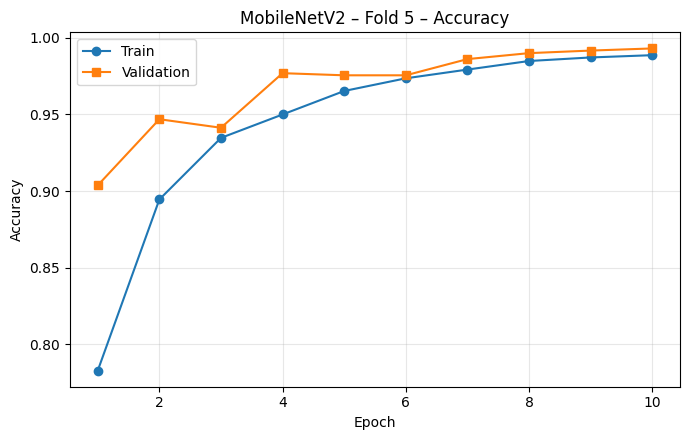 MobileNetV2 – Fold 5 – Accuracy
Train
Validation
1.00
0.95
0.90
0.85
0.80
Accuracy
2 4 6 8 10
Epoch